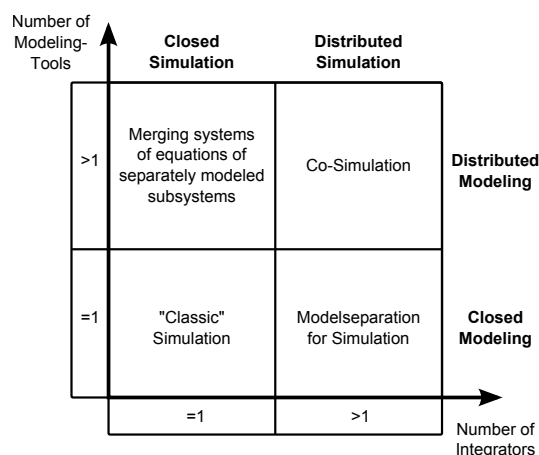 Number of
Modeling-
Tools
Closed
Simulation
Distributed
Simulation
>1
Merging systems
of equations of
separately modeled
subsystems
Co-Simulation
Distributed
Modeling
=1
"Classic"
Simulation
Modelseparation
for Simulation
Closed
Modeling
=1
>1
Number of
Integrators